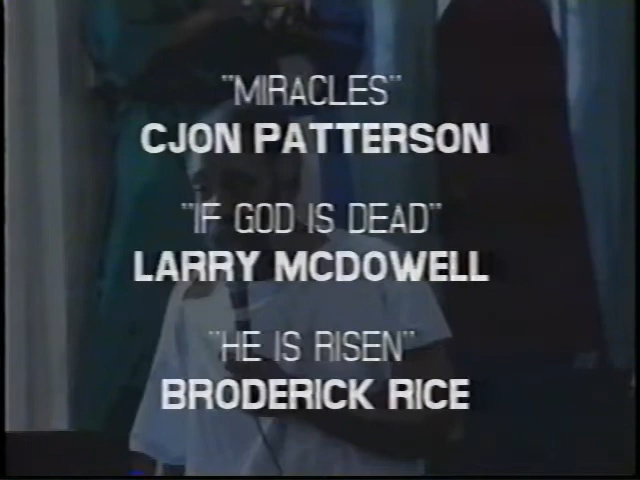 "MIRACLES"
CJON PATTERSON
"IF GOD IS DEAD"
LARRY MCDOWELL
"HE IS RISEN"
BRODERICK RICE